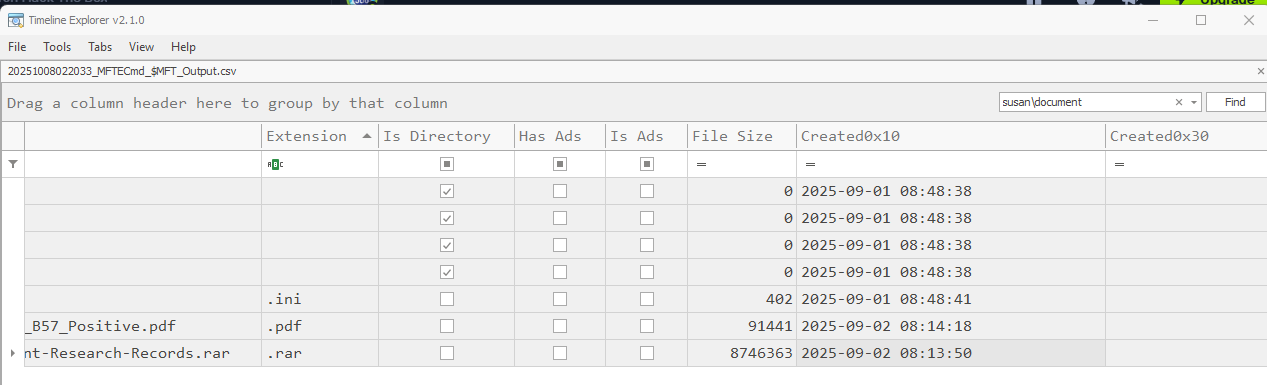 Upgrade
Timeline Explorer v2.1.0
File Tools Tabs View Help
20251008022033_MFTECmd_$MFT_Output.csv
Drag a column header here to group by that column
susan\document
Find
Extension Is Directory Has Ads Is Ads File Size Created0x10 Created0x30
= = =
0 2025-09-01 08:48:38
0 2025-09-01 08:48:38
0 2025-09-01 08:48:38
0 2025-09-01 08:48:38
.ini 402 2025-09-01 08:48:41
_B57_Positive.pdf .pdf 91441 2025-09-02 08:14:18
nt-Research-Records.rar .rar 8746363 2025-09-02 08:13:50